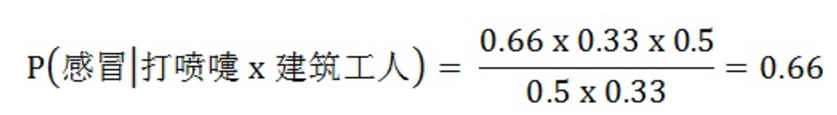 P(感冒|打喷嚏 x 建筑工人) = \frac{0.66 x 0.33 x 0.5}{0.5 x 0.33} = 0.66